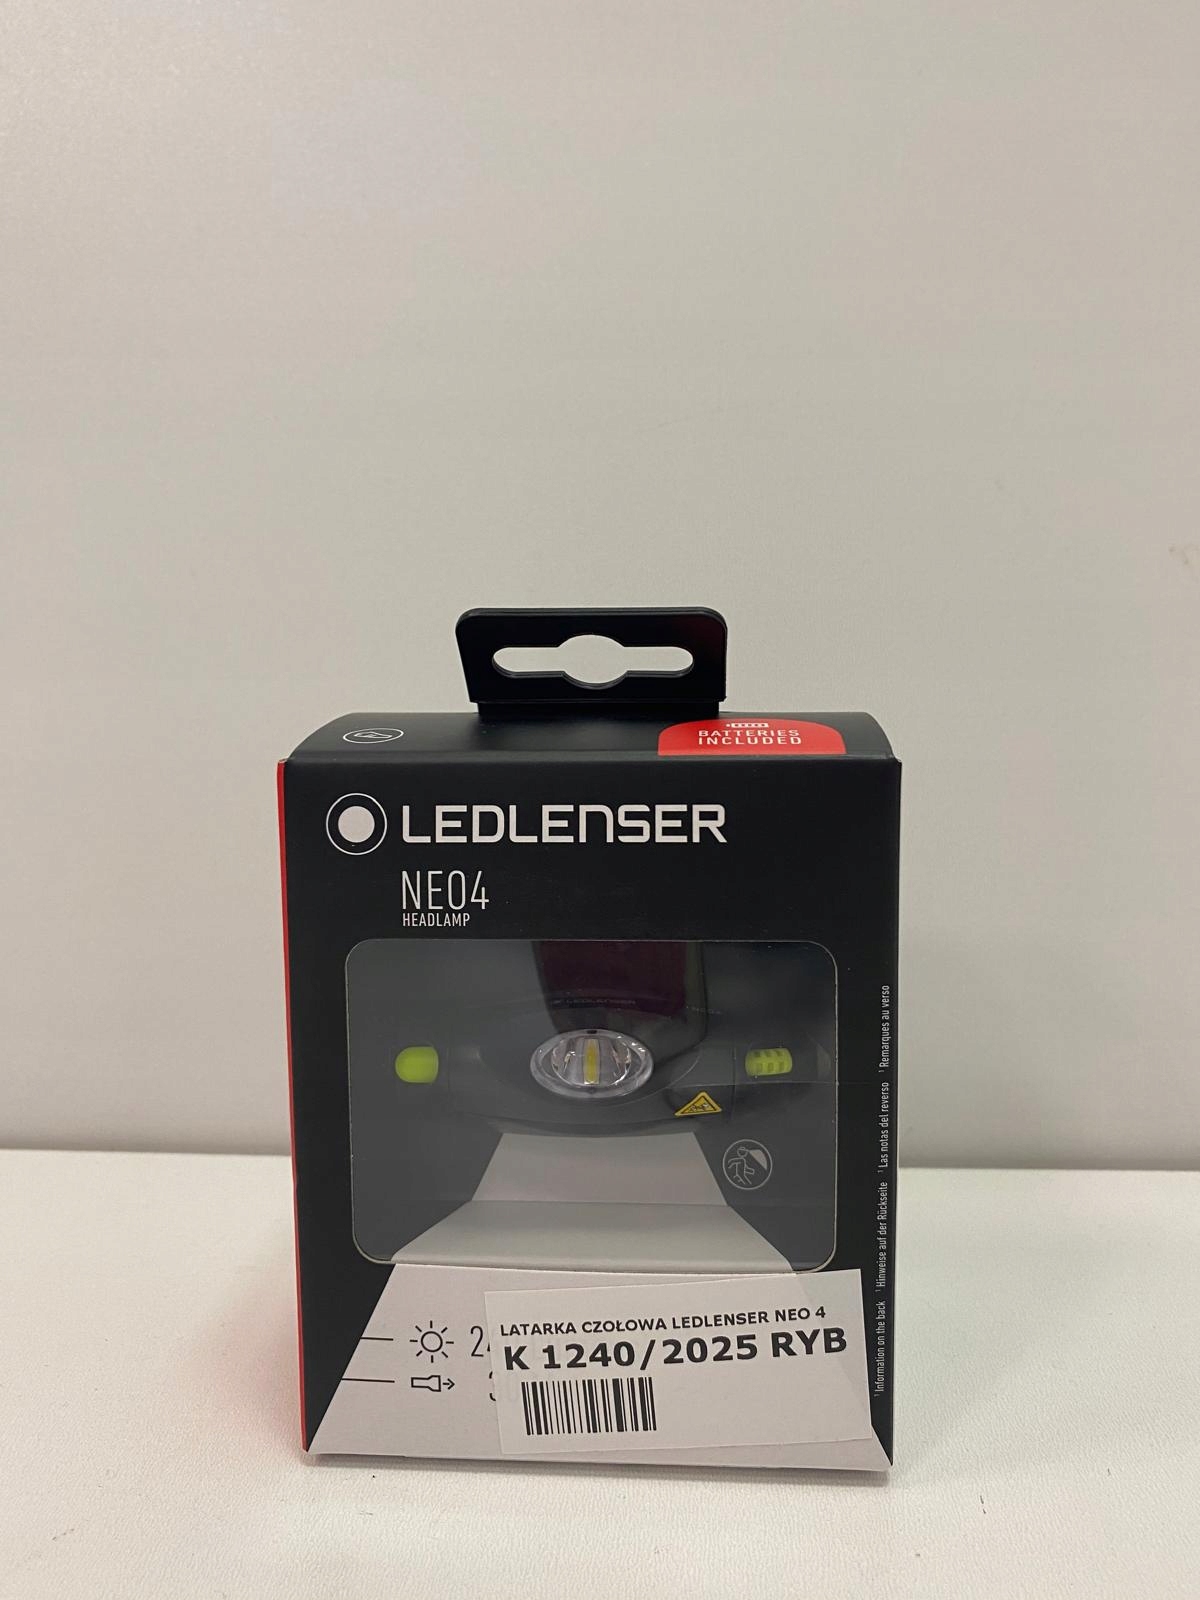 BATTERIES
INCLUDED
LEDLENSER
NEO4
HEADLAMP
LEDLENSER
LATARKA CZOŁOWA LEDLENSER NEO 4
K 1240/2025 RYB
¹ Information on the back ¹ Hinweise auf der Rückseite ¹ Las notas del reverso ¹ Remarques au verso